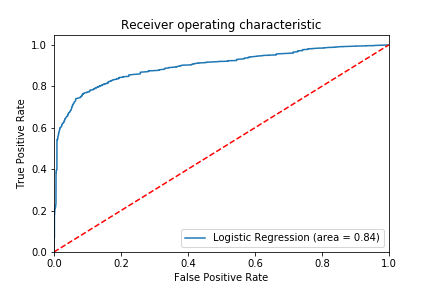 Receiver operating characteristic
1.0
0.8
0.6
0.4
0.2
0.0
True Positive Rate
Logistic Regression (area = 0.84)
0.0 0.2 0.4 0.6 0.8 1.0
False Positive Rate